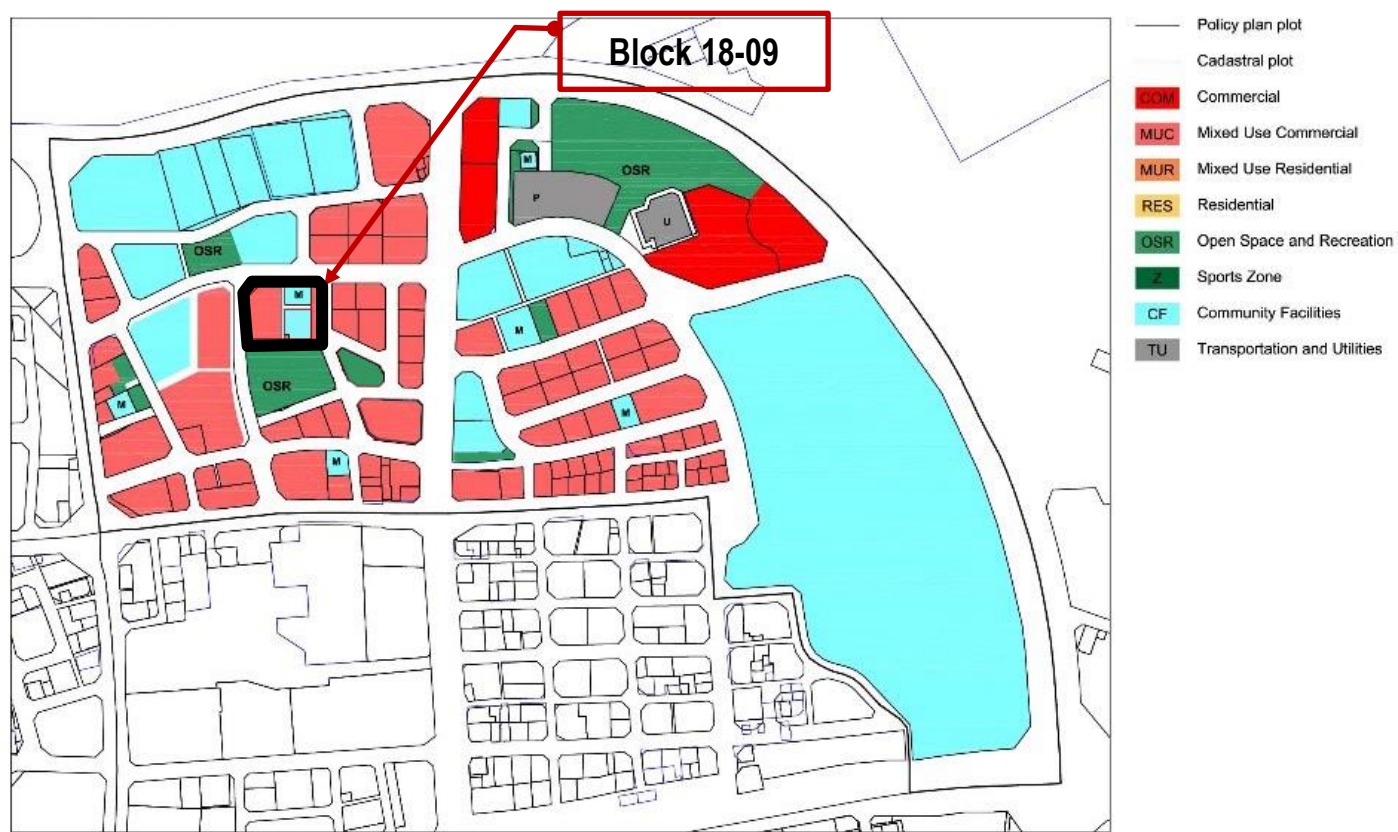 Block 18-09
Policy plan plot
Cadastral plot
COM Commercial
MUC Mixed Use Commercial
MUR Mixed Use Residential
RES Residential
OSR Open Space and Recreation
Z Sports Zone
CF Community Facilities
TU Transportation and Utilities
M
OSR
P
U
OSR
M
M
OSR
M
M
M